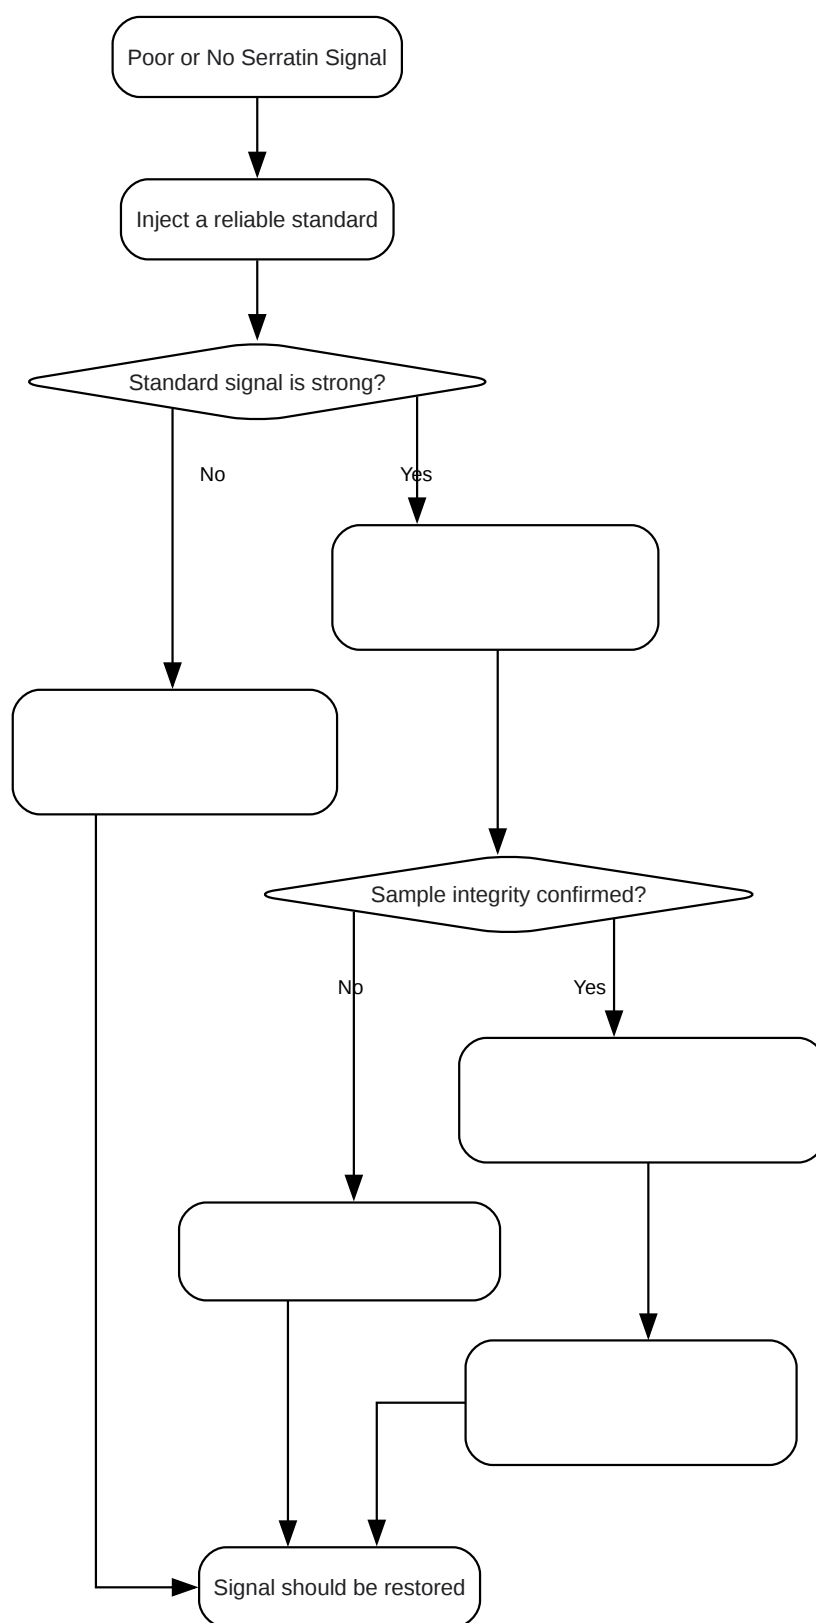 Poor or No Serratin Signal
Inject a reliable standard
Standard signal is strong?
No
Yes
Sample integrity confirmed?
No
Yes
Signal should be restored